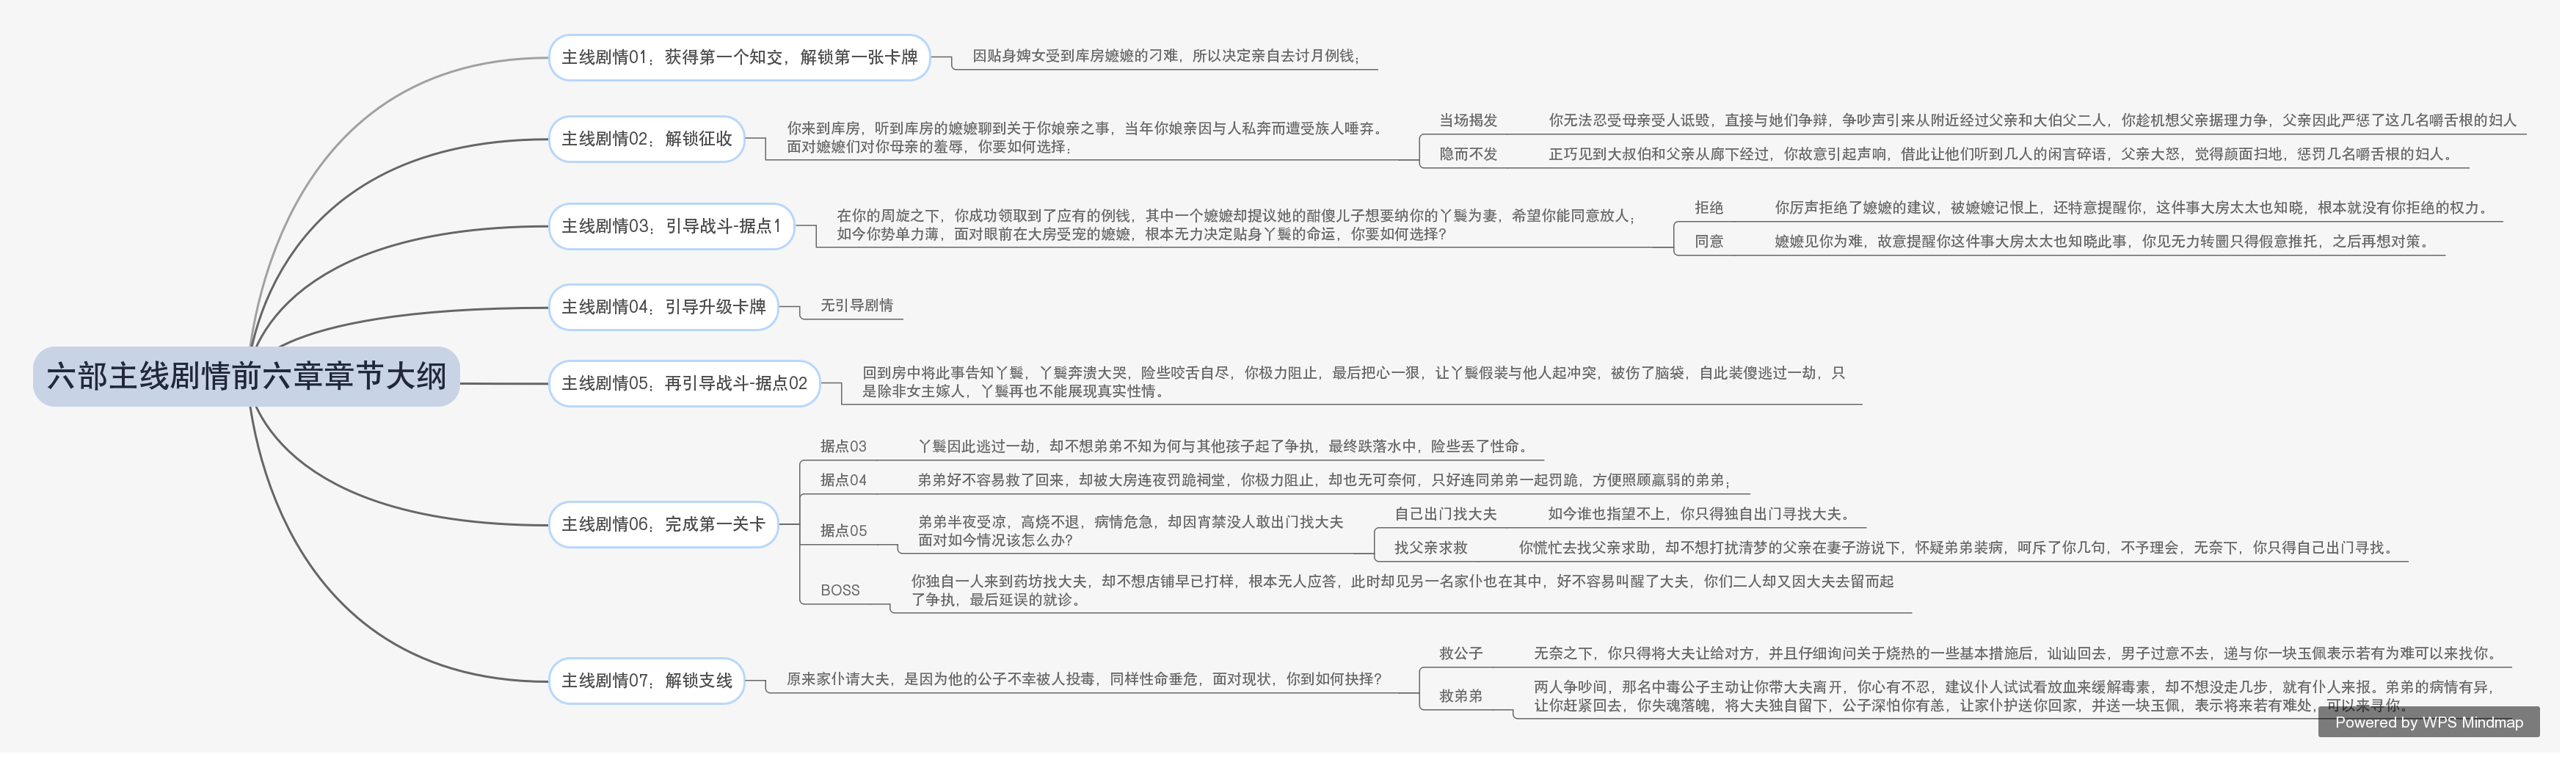 六部主线剧情前六章章节大纲
主线剧情01：获得第一个知交，解锁第一张卡牌
因贴身婢女受到库房嬷嬷的刁难，所以决定亲自去讨月例钱；
主线剧情02：解锁征收
你来到库房，听到库房的嬷嬷聊到关于你娘亲之事，当年你娘亲因与人私奔而遭受族人唾弃。
面对嬷嬷们对你母亲的羞辱，你要如何选择；
当场揭发
你无法忍受母亲受人诋毁，直接与她们争辩，争吵声引来从附近经过父亲和大伯父二人，你趁机想父亲据理力争，父亲因此严惩了这几名嚼舌根的妇人
隐而不发
正巧见到大叔伯和父亲从廊下经过，你故意引起声响，借此让他们听到几人的闲言碎语，父亲大怒，觉得颜面扫地，惩罚几名嚼舌根的妇人。
主线剧情03：引导战斗-据点1
在你的周旋之下，你成功领取到了应有的例钱，其中一个嬷嬷却提议她的酣傻儿子想要纳你的丫鬟为妻，希望你能同意放人；
如今你势单力薄，面对眼前在大房受宠的嬷嬷，根本无力决定贴身丫鬟的命运，你要如何选择？
拒绝
你厉声拒绝了嬷嬷的建议，被嬷嬷记恨上，还特意提醒你，这件事大房太太也知晓，根本就没有你拒绝的权力。
同意
嬷嬷见你为难，故意提醒你这件事大房太太也知晓此事，你见无力转圜只得假意推托，之后再想对策。
主线剧情04：引导升级卡牌
无引导剧情
主线剧情05：再引导战斗-据点02
回到房中将此事告知丫鬟，丫鬟奔溃大哭，险些咬舌自尽，你极力阻止，最后把心一狠，让丫鬟假装与他人起冲突，被伤了脑袋，自此装傻逃过一劫，只
是除非女主嫁人，丫鬟再也不能展现真实性情。
主线剧情06：完成第一关卡
据点03
丫鬟因此逃过一劫，却不想弟弟不知为何与其他孩子起了争执，最终跌落水中，险些丢了性命。
据点04
弟弟好不容易救了回来，却被大房连夜罚跪祠堂，你极力阻止，却也无可奈何，只好连同弟弟一起罚跪，方便照顾羸弱的弟弟；
据点05
弟弟半夜受凉，高烧不退，病情危急，却因宵禁没人敢出门找大夫
面对如今情况该怎么办？
自己出门找大夫
如今谁也指望不上，你只得独自出门寻找大夫。
找父亲求救
你慌忙去找父亲求助，却不想打扰清梦的父亲在妻子游说下，怀疑弟弟装病，呵斥了你几句，不予理会，无奈下，你只得自己出门寻找。
BOSS
你独自一人来到药坊找大夫，却不想店铺早已打样，根本无人应答，此时却见另一名家仆也在其中，好不容易叫醒了大夫，你们二人却又因大夫去留而起
了争执，最后延误的就诊。
主线剧情07：解锁支线
原来家仆请大夫，是因为他的公子不幸被人投毒，同样性命垂危，面对现状，你到如何抉择？
救公子
无奈之下，你只得将大夫让给对方，并且仔细询问关于烧热的一些基本措施后，讪讪回去，男子过意不去，递与你一块玉佩表示若有为难可以来找你。
救弟弟
两人争吵间，那名中毒公子主动让你带大夫离开，你心有不忍，建议仆人试试看放血来缓解毒素，却不想没走几步，就有仆人来报。弟弟的病情有异，
让你赶紧回去，你失魂落魄，将大夫独自留下，公子深怕你有恙，让家仆护送你回家，并送一块玉佩，表示将来若有难处，可以来寻你。
Powered by WPS Mindmap